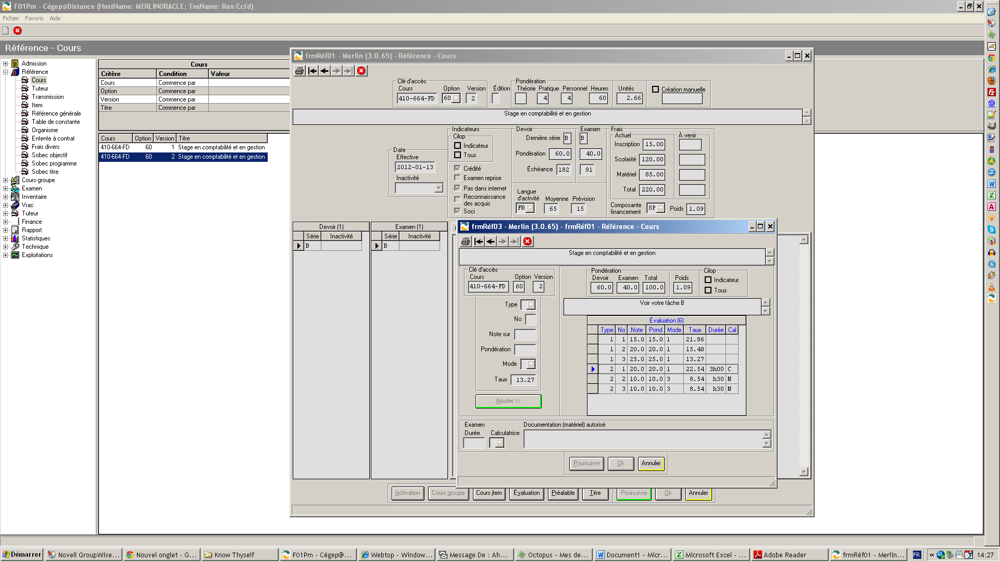 F01Pm - Cégep@Distance (HostName: MERLINORACLE; TnsName: Rox-Ccfd)
Fichier Favoris Aide
Référence - Cours
Admission
Référence
Cours
Tuteur
Transmission
Item
Référence générale
Table de constante
Organisme
Entente à contrat
Frais divers
Sobec objectif
Sobec programme
Sobec titre
Cours-groupe
Examen
Inventaire
Vrac
Tuteur
Finance
Rapport
Statistiques
Technique
Exploitations
Cours
Critère Condition Valeur
Cours Commence par
Option Commence par
Version Commence par
Titre Commence par
Cours Option Version Titre
410-664-FD 60 1 Stage en comptabilité et en gestion
410-664-FD 60 2 Stage en comptabilité et en gestion
frmRéf01 - Merlin (3.0.65) - Référence - Cours
Clé d'accès
Cours Option Version Édition
410-664-FD 60 2
Pondération
Théorie Pratique Personnel Heures Unités
4 4 60 2.66
Création manuelle
Stage en comptabilité et en gestion
Date
Effective
2012-01-13
Inactivité
Indicateurs
Cilop
Indicateur
Tous
Crédité
Examen reprise
Pas dans internet
Reconnaissance
des acquis
Soci
Devoir Examen
Dernière série B B
Pondération 60.0 40.0
Échéance 182 91
Langue
d'activité Moyenne Prévision
FR 65 15
Frais
Actuel À venir
Inscription 15.00
Scolarité 120.00
Matériel 85.00
Total 220.00
Composante
financement SP Poids 1.09
Devoir (1)
Série Inactivité
B
Examen (1)
Série Inactivité
B
frmRéf03 - Merlin (3.0.65) - frmRéf01 - Référence - Cours
Stage en comptabilité et en gestion
Clé d'accès
Cours Option Version
410-664-FD 60 2
Type
No
Note sur
Pondération
Mode
Taux 13.27
Ajouter >>
Pondération
Devoir Examen Total Poids
60.0 40.0 100.0 1.09
Cilop
Indicateur
Tous
Voir votre tâche B
Évaluation (6)
Type No Note Pond Mode Taux Durée Cal
1 1 15.0 15.0 1 21.86
1 2 20.0 20.0 1 15.48
1 3 25.0 25.0 1 13.27
2 1 20.0 20.0 1 22.54 3h00 C
2 2 10.0 10.0 3 8.54 h30 N
2 3 10.0 10.0 3 8.54 h30 N
Examen
Durée Calculatrice
Documentation (matériel) autorisé
Poursuivre Ok Annuler
Activation Cours groupe Cours item Évaluation Préalable Titre Poursuivre Ok Annuler
Démarrer Novell GroupWise... Nouvel onglet - G... Know Thyself F01Pm - Cégep@... Webtop - Window... Message De : Ah... Octopus - Mes de... Document1 - Micr... Microsoft Excel - ... Adobe Reader frmRéf01 - Merlin... FR « 14:27